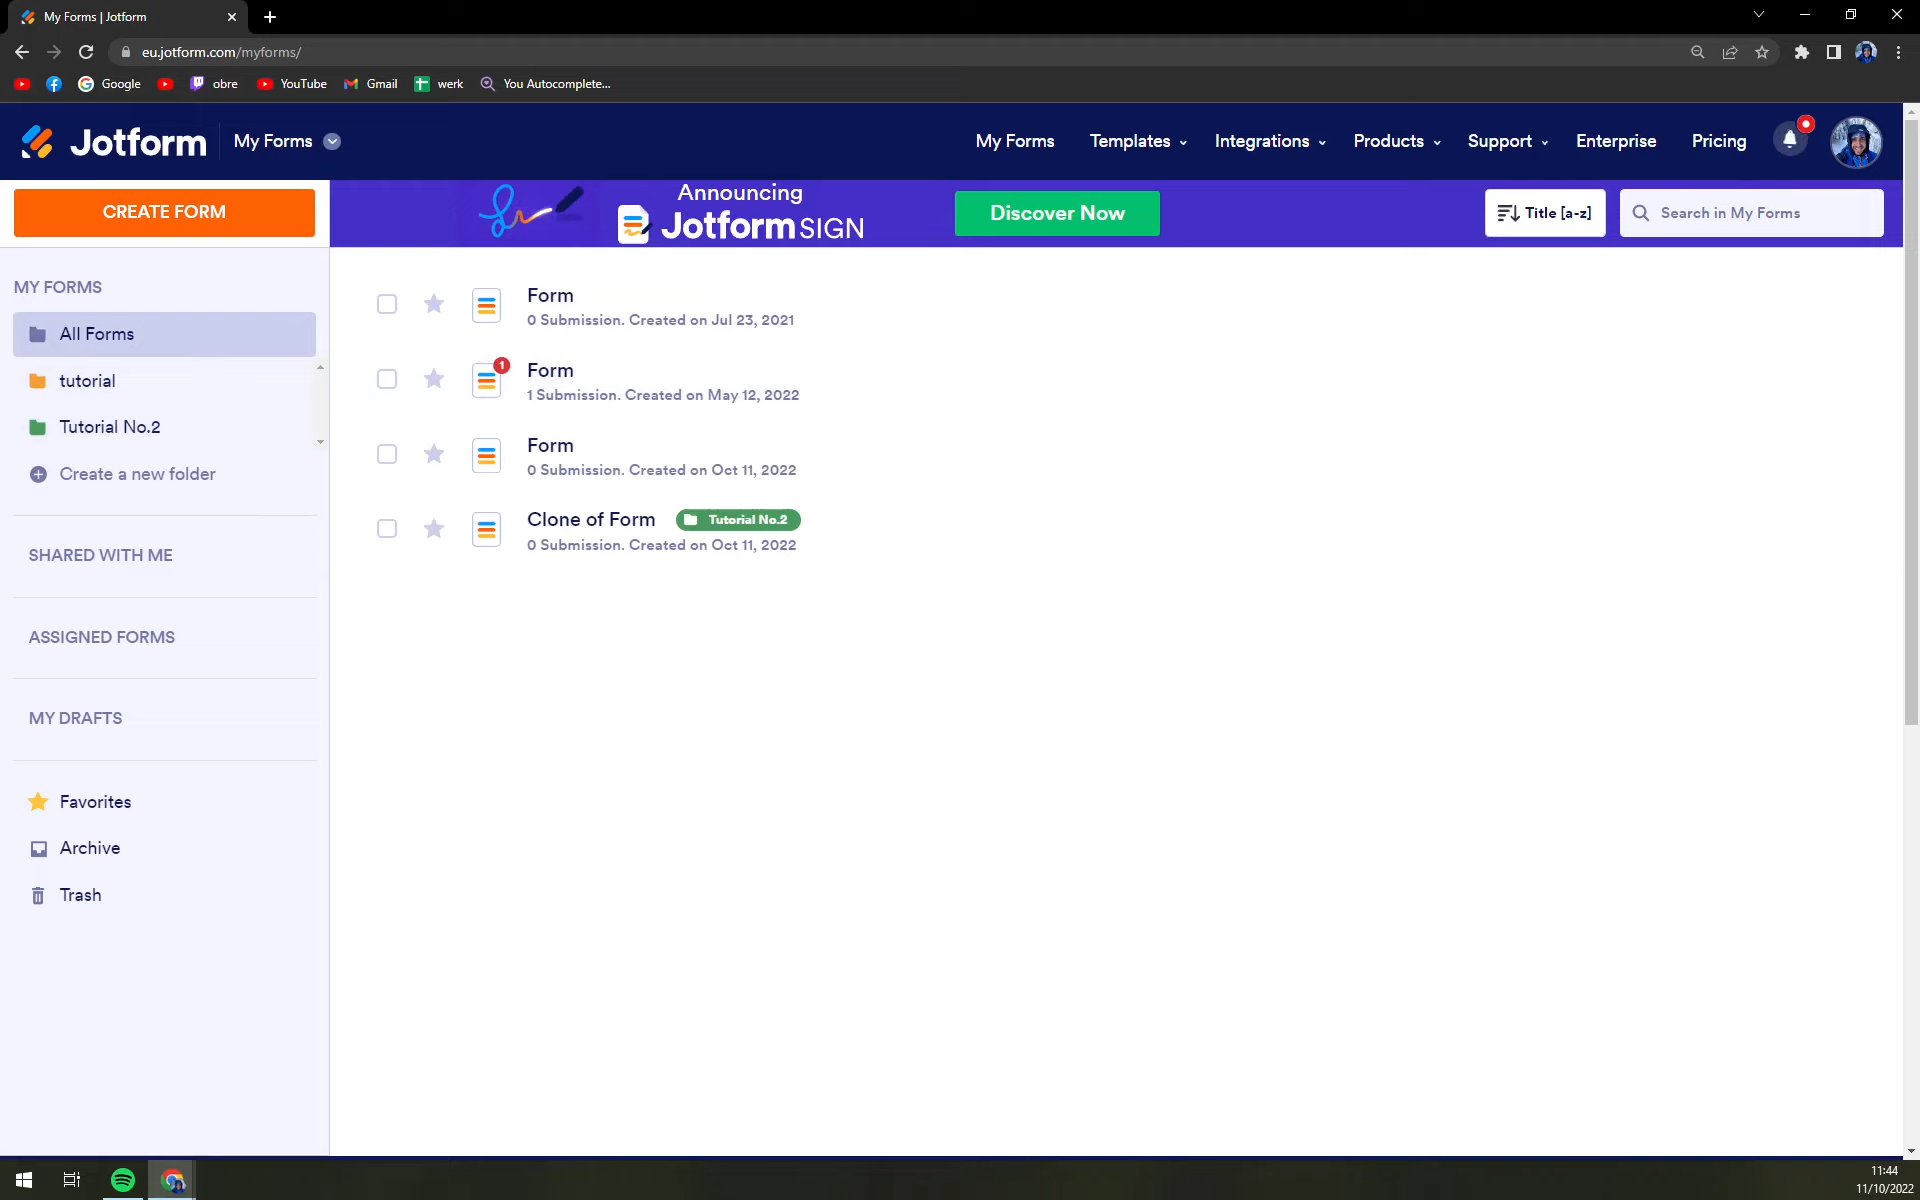 My Forms | Jotform
eu.jotform.com/myforms/
Google
obre
YouTube
Gmail
werk
You Autocomplete...
Jotform
My Forms
My Forms
Templates
Integrations
Products
Support
Enterprise
Pricing
CREATE FORM
Announcing
Jotform SIGN
Discover Now
Title [a-z]
Search in My Forms
MY FORMS
All Forms
tutorial
Tutorial No.2
Create a new folder
SHARED WITH ME
ASSIGNED FORMS
MY DRAFTS
Favorites
Archive
Trash
Form
0 Submission. Created on Jul 23, 2021
1
Form
1 Submission. Created on May 12, 2022
Form
0 Submission. Created on Oct 11, 2022
Clone of Form Tutorial No.2
0 Submission. Created on Oct 11, 2022
11:44
11/10/2022